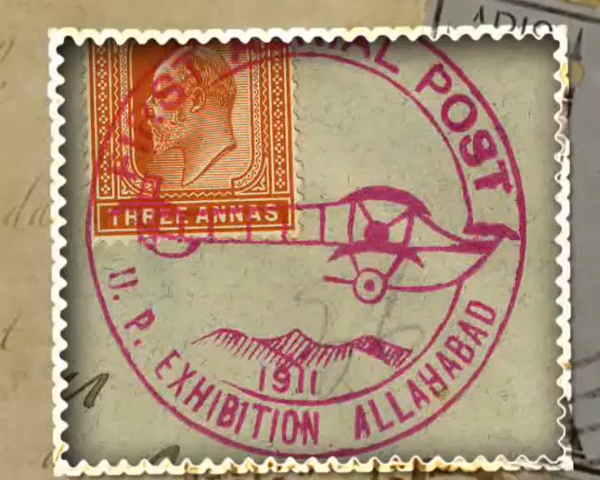 FIRST AERIAL POST
THREE ANNAS
1911
U. P. EXHIBITION ALLAHABAD